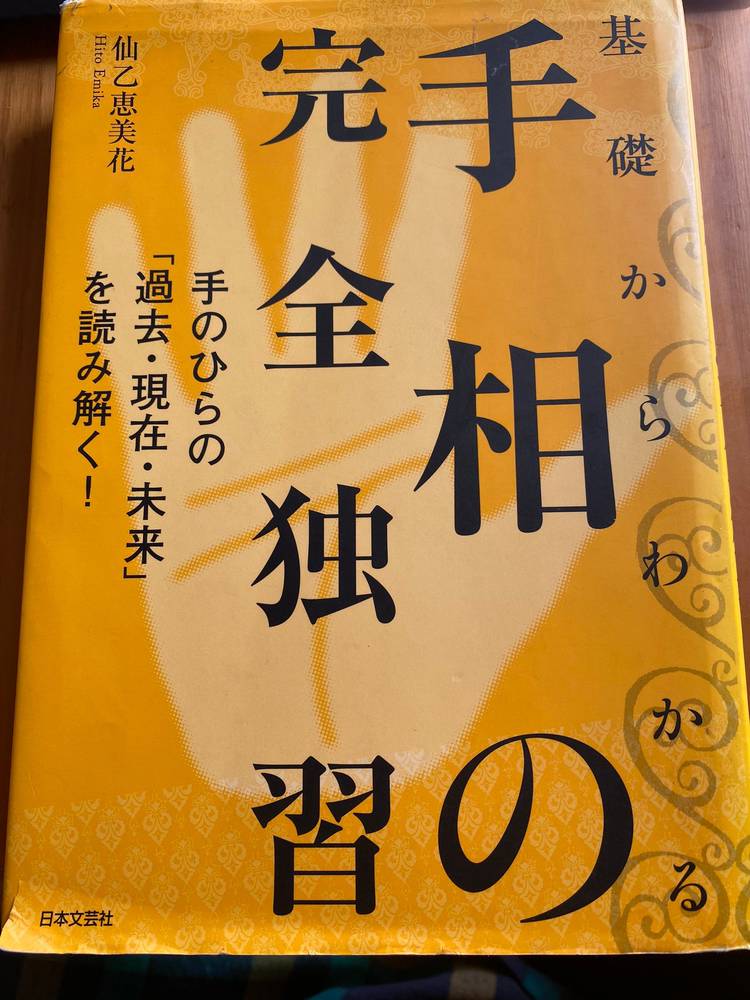 基礎からわかる
手相の
完全独習
手のひらの
「過去・現在・未来」
を読み解く!
仙乙恵美花
Hito Emika
日本文芸社